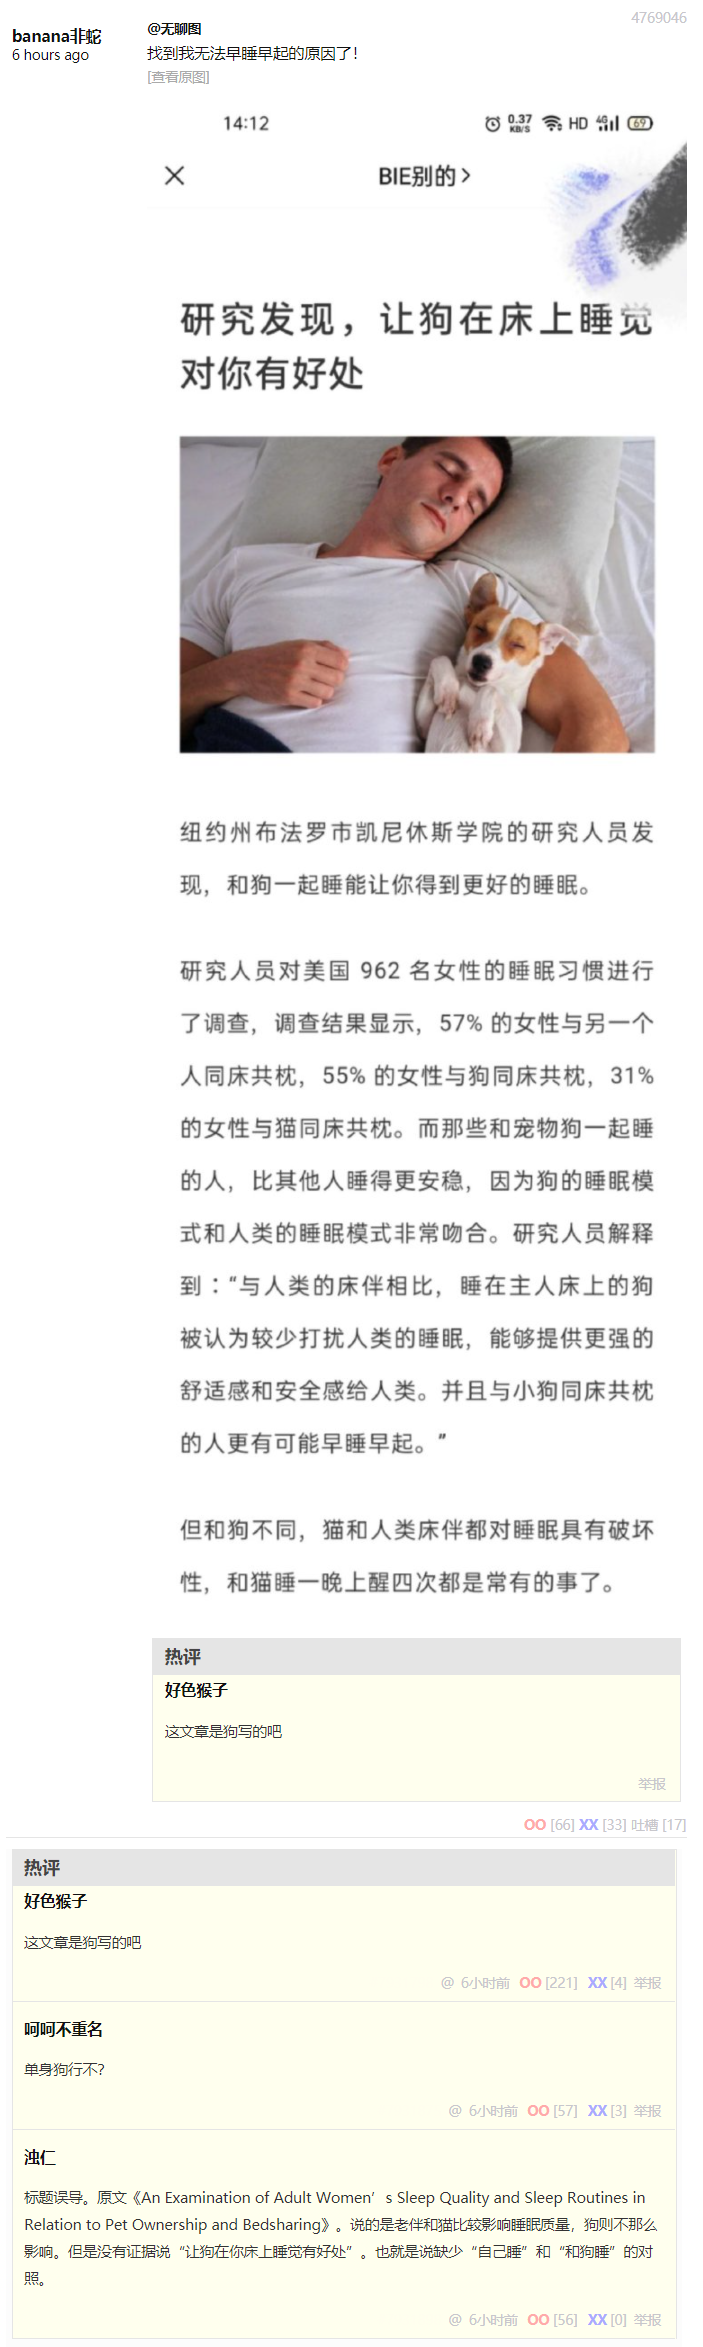 4769046
banana非蛇
6 hours ago
@无聊图
找到我无法早睡早起的原因了！
[查看原图]
14:12
0.37
KB/S
HD
4G
69
BIE别的
研究发现，让狗在床上睡觉
对你有好处
纽约州布法罗市凯尼休斯学院的研究人员发
现，和狗一起睡能让你得到更好的睡眠。
研究人员对美国 962 名女性的睡眠习惯进行
了调查，调查结果显示，57% 的女性与另一个
人同床共枕，55% 的女性与狗同床共枕，31%
的女性与猫同床共枕。而那些和宠物狗一起睡
的人，比其他人睡得更安稳，因为狗的睡眠模
式和人类的睡眠模式非常吻合。研究人员解释
到：“与人类的床伴相比，睡在主人床上的狗
被认为较少打扰人类的睡眠，能够提供更强的
舒适感和安全感给人类。并且与小狗同床共枕
的人更有可能早睡早起。”
但和狗不同，猫和人类床伴都对睡眠具有破坏
性，和猫睡一晚上醒四次都是常有的事了。
热评
好色猴子
这文章是狗写的吧
举报
OO [66] XX [33] 吐槽 [17]
热评
好色猴子
这文章是狗写的吧
@ 6小时前 OO [221] XX [4] 举报
呵呵不重名
单身狗行不？
@ 6小时前 OO [57] XX [3] 举报
浊仁
标题误导。原文《An Examination of Adult Women’s Sleep Quality and Sleep Routines in
Relation to Pet Ownership and Bedsharing》。说的是老伴和猫比较影响睡眠质量，狗则不那么
影响。但是没有证据说“让狗在你床上睡觉有好处”。也就是说缺少“自己睡”和“和狗睡”的对
照。
@ 6小时前 OO [56] XX [0] 举报